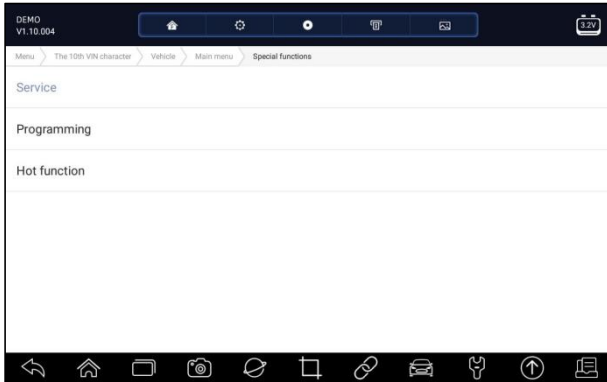 DEMO
V1.10.004
3.2V
Menu The 10th VIN character Vehicle Main menu Special functions
Service
Programming
Hot function